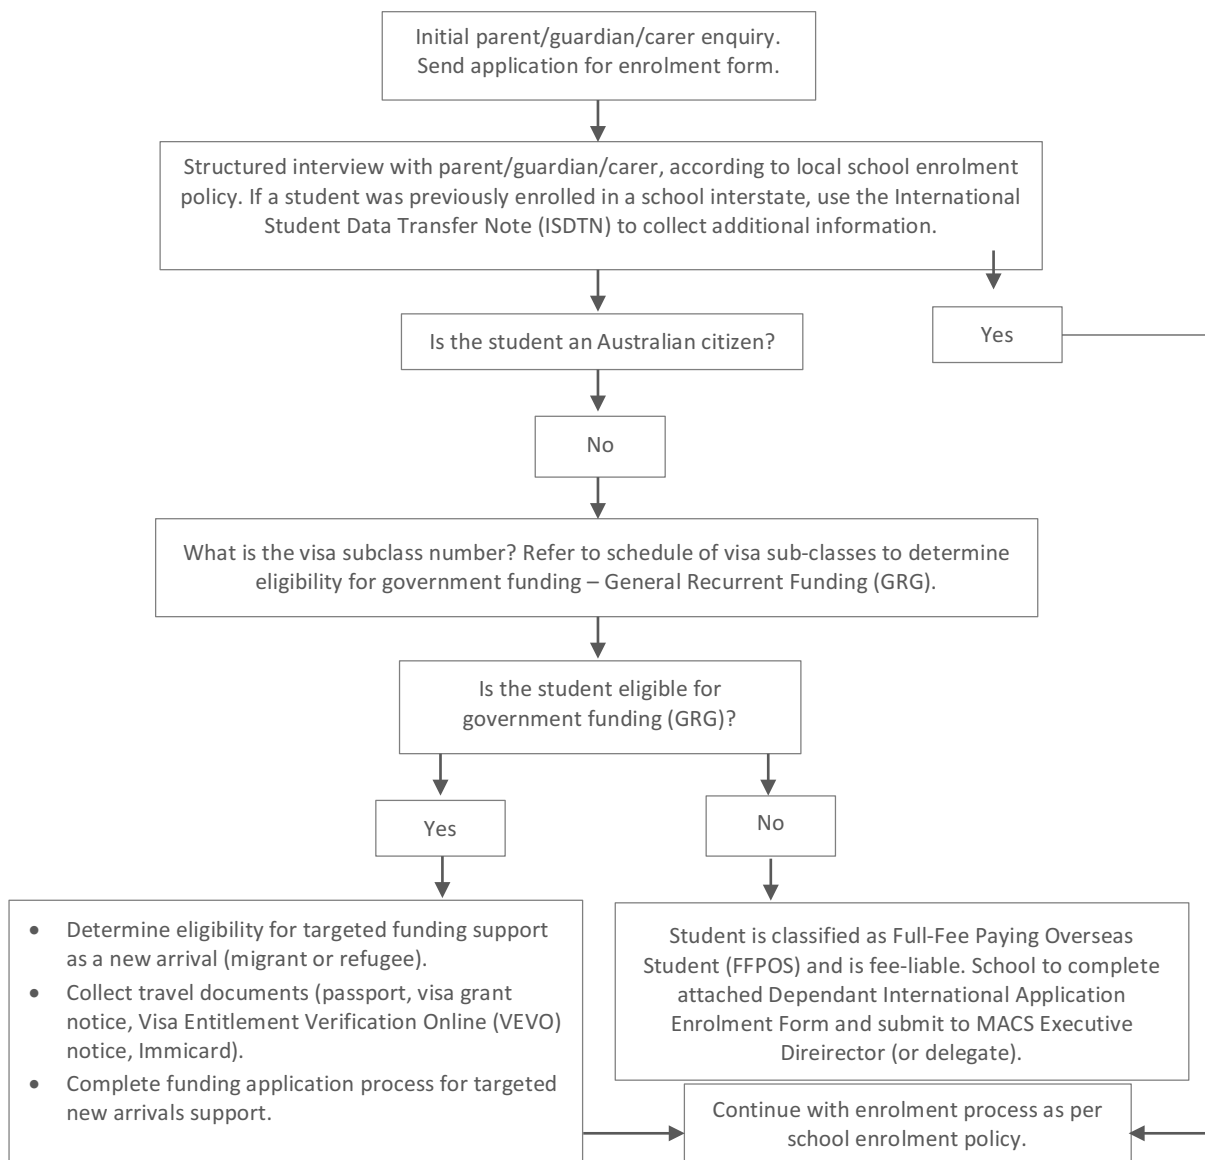 Initial parent/guardian/carer enquiry.
Send application for enrolment form.
Structured interview with parent/guardian/carer, according to local school enrolment
policy. If a student was previously enrolled in a school interstate, use the International
Student Data Transfer Note (ISDTN) to collect additional information.
Is the student an Australian citizen?
Yes
No
What is the visa subclass number? Refer to schedule of visa sub-classes to determine
eligibility for government funding – General Recurrent Funding (GRG).
Is the student eligible for
government funding (GRG)?
Yes
No
• Determine eligibility for targeted funding support
as a new arrival (migrant or refugee).
• Collect travel documents (passport, visa grant
notice, Visa Entitlement Verification Online (VEVO)
notice, Immicard).
• Complete funding application process for targeted
new arrivals support.
Student is classified as Full-Fee Paying Overseas
Student (FFPOS) and is fee-liable. School to complete
attached Dependant International Application
Enrolment Form and submit to MACS Executive
Direirector (or delegate).
Continue with enrolment process as per
school enrolment policy.